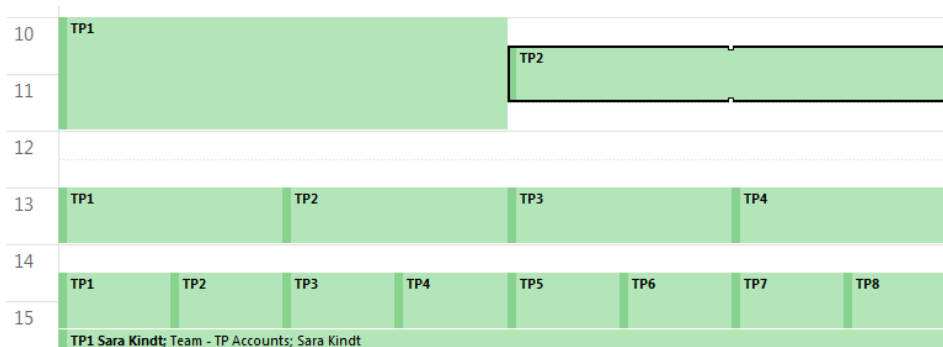 10
TP1
TP2
11
12
13
TP1 TP2 TP3 TP4
14
TP1 TP2 TP3 TP4 TP5 TP6 TP7 TP8
15
TP1 Sara Kindt; Team - TP Accounts; Sara Kindt